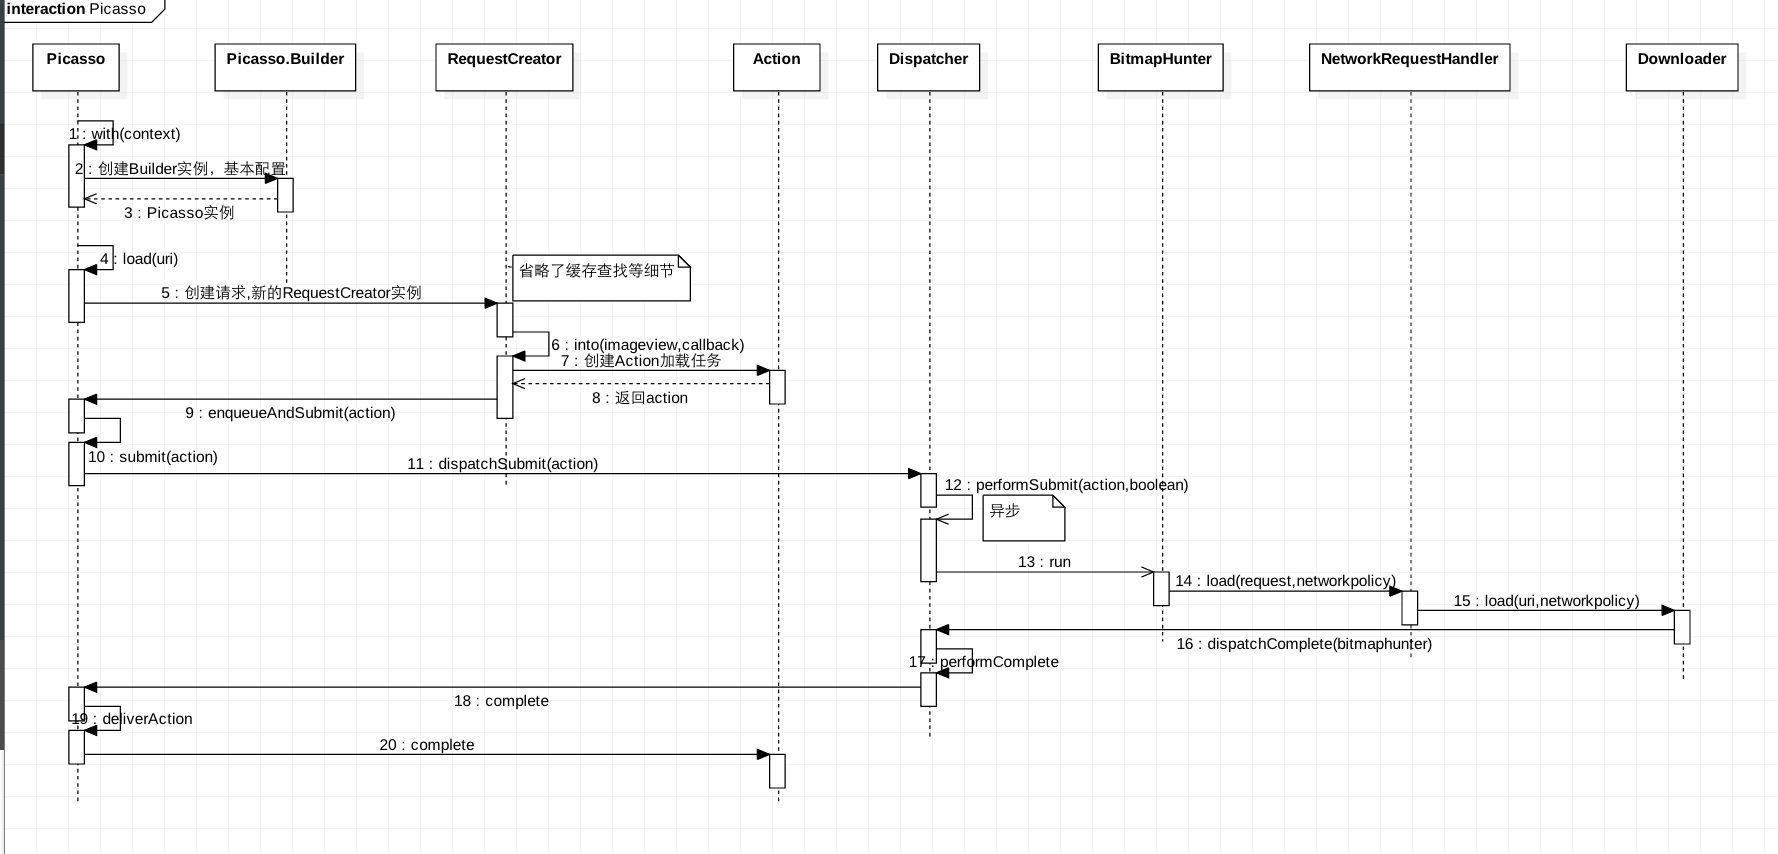 interaction Picasso
Picasso
Picasso.Builder
RequestCreator
Action
Dispatcher
BitmapHunter
NetworkRequestHandler
Downloader
1 : with(context)
2 : 创建Builder实例，基本配置
3 : Picasso实例
4 : load(uri)
省略了缓存查找等细节
5 : 创建请求,新的RequestCreator实例
6 : into(imageview,callback)
7 : 创建Action加载任务
8 : 返回action
9 : enqueueAndSubmit(action)
10 : submit(action)
11 : dispatchSubmit(action)
12 : performSubmit(action,boolean)
异步
13 : run
14 : load(request,networkpolicy)
15 : load(uri,networkpolicy)
16 : dispatchComplete(bitmaphunter)
17 : performComplete
18 : complete
19 : deliverAction
20 : complete